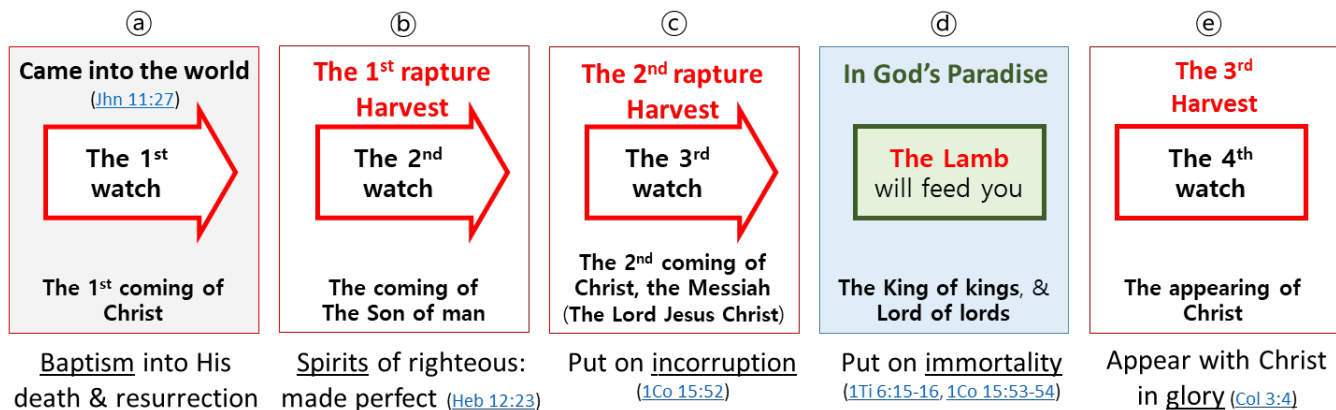 ⓐ
Came into the world
(Jhn 11:27)
The 1st
watch
The 1st coming of
Christ
Baptism into His
death & resurrection
ⓑ
The 1st rapture
Harvest
The 2nd
watch
The coming of
The Son of man
Spirits of righteous:
made perfect (Heb 12:23)
ⓒ
The 2nd rapture
Harvest
The 3rd
watch
The 2nd coming of
Christ, the Messiah
(The Lord Jesus Christ)
Put on incorruption
(1Co 15:52)
ⓓ
In God’s Paradise
The Lamb
will feed you
The King of kings, &
Lord of lords
Put on immortality
(1Ti 6:15-16, 1Co 15:53-54)
ⓔ
The 3rd
Harvest
The 4th
watch
The appearing of
Christ
Appear with Christ
in glory (Col 3:4)